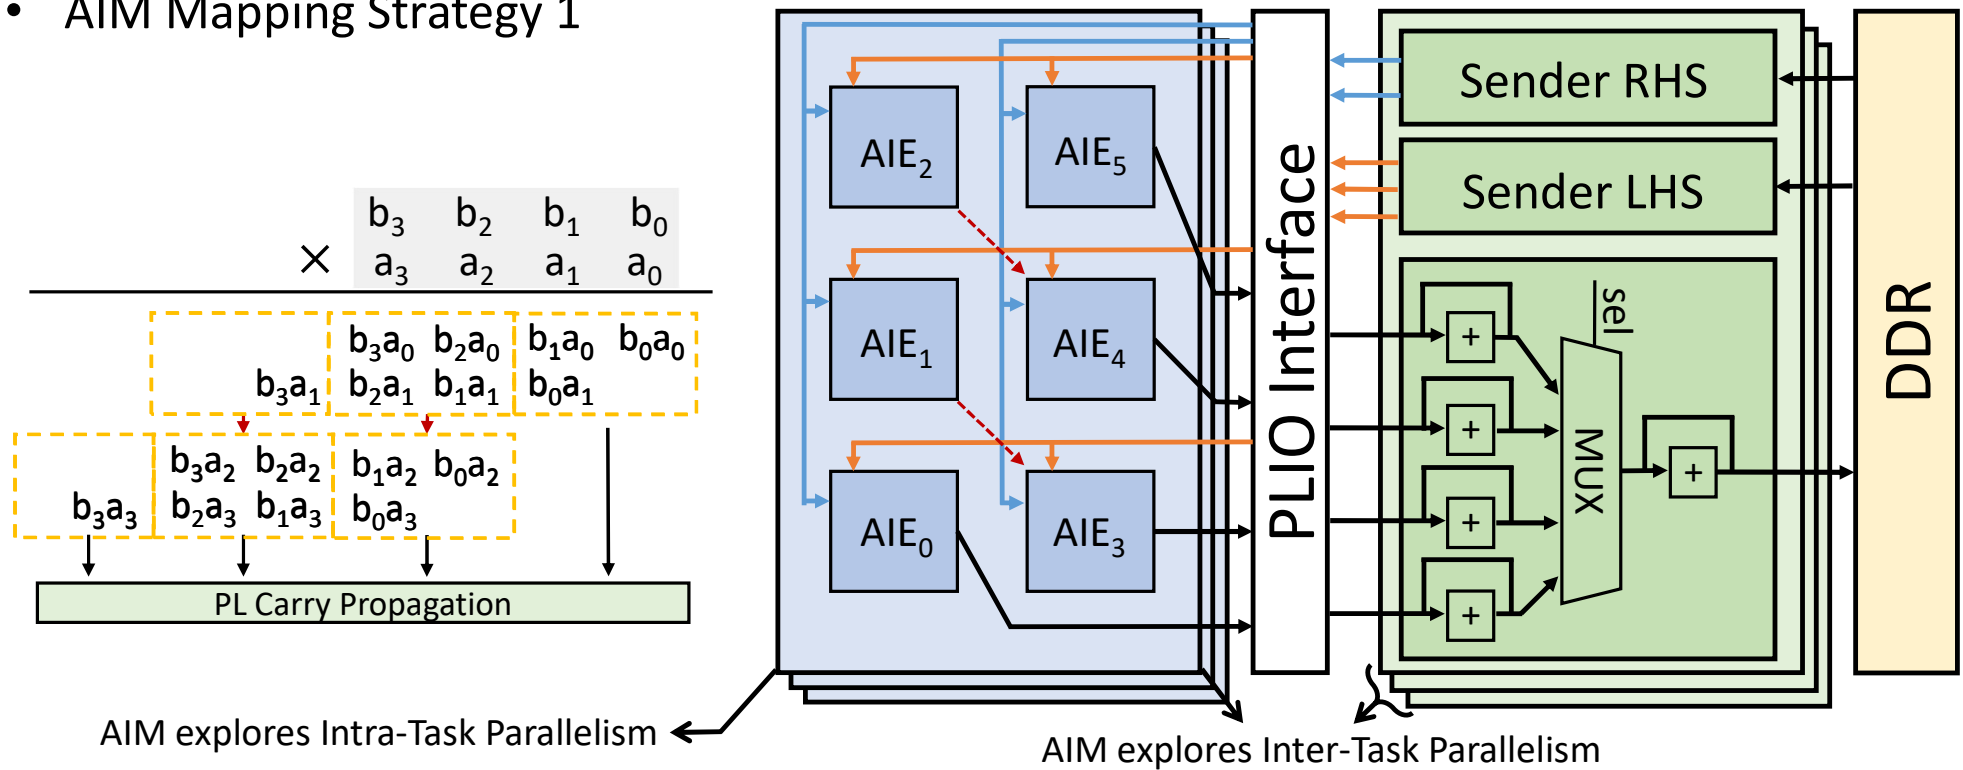 • AIM Mapping Strategy 1
b₃ b₂ b₁ b₀
× a₃ a₂ a₁ a₀
b₃a₀ b₂a₀ b₁a₀ b₀a₀
b₃a₁ b₂a₁ b₁a₁ b₀a₁
b₃a₂ b₂a₂ b₁a₂ b₀a₂
b₃a₃ b₂a₃ b₁a₃ b₀a₃
PL Carry Propagation
AIM explores Intra-Task Parallelism
AIE₂ AIE₅
AIE₁ AIE₄
AIE₀ AIE₃
PLIO Interface
Sender RHS
Sender LHS
sel
+
+
+
+
MUX
+
DDR
AIM explores Inter-Task Parallelism